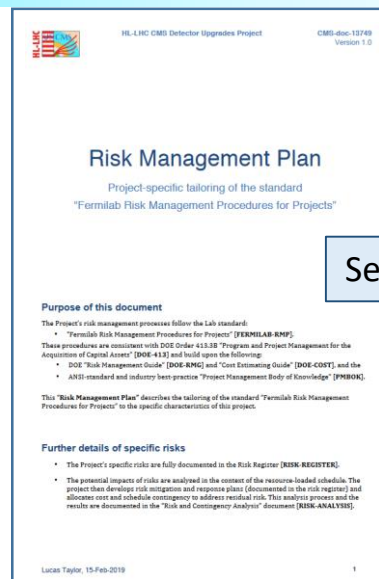 HL-LHC CMS Detector Upgrades Project
CMS-doc-13749
Version 1.0
HL-LHC
CMS
Risk Management Plan
Project-specific tailoring of the standard
"Fermilab Risk Management Procedures for Projects"
Se
Purpose of this document
The Project's risk management processes follow the Lab standard:
• "Fermilab Risk Management Procedures for Projects" [FERMILAB-RMP].
These procedures are consistent with DOE Order 413.3B "Program and Project Management for the
Acquisition of Capital Assets" [DOE-413] and build upon the following:
• DOE "Risk Management Guide" [DOE-RMG] and "Cost Estimating Guide" [DOE-COST], and the
• ANSI-standard and industry best-practice "Project Management Body of Knowledge" [PMBOK].
This "Risk Management Plan" describes the tailoring of the standard "Fermilab Risk Management
Procedures for Projects" to the specific characteristics of this project.
Further details of specific risks
• The Project's specific risks are fully documented in the Risk Register [RISK-REGISTER].
• The potential impacts of risks are analyzed in the context of the resource-loaded schedule. The
project then develops risk mitigation and response plans (documented in the risk register) and
allocates cost and schedule contingency to address residual risk. This analysis process and the
results are documented in the "Risk and Contingency Analysis" document [RISK-ANALYSIS].
Lucas Taylor, 15-Feb-2019
1